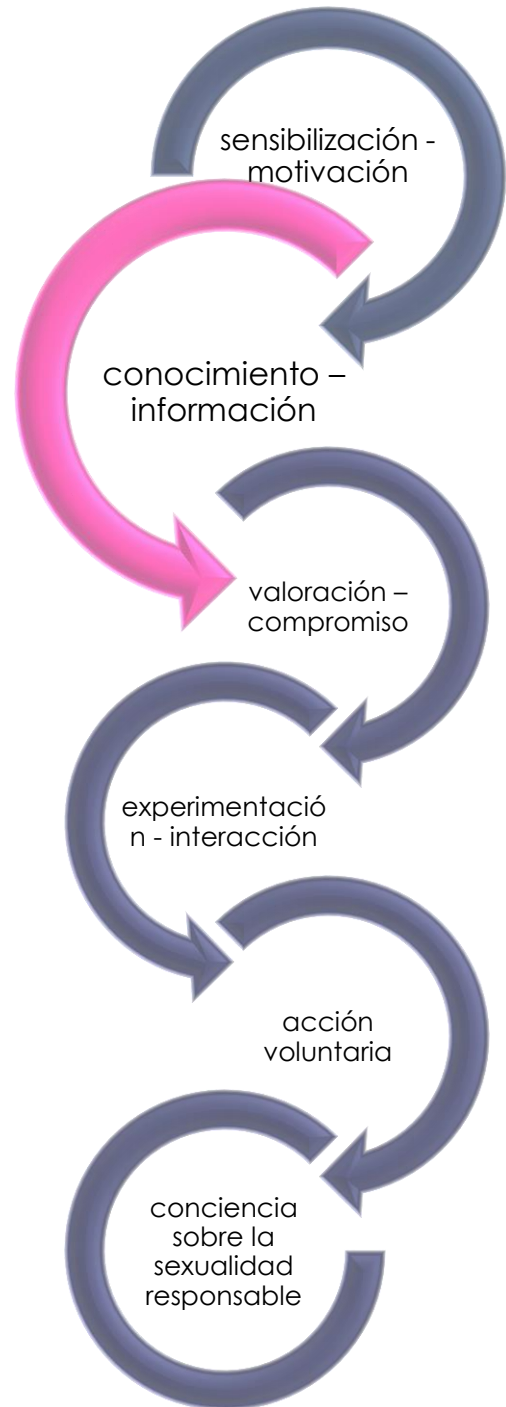 sensibilización -
motivación
conocimiento –
información
valoración –
compromiso
experimentació
n - interacción
acción
voluntaria
conciencia
sobre la
sexualidad
responsable